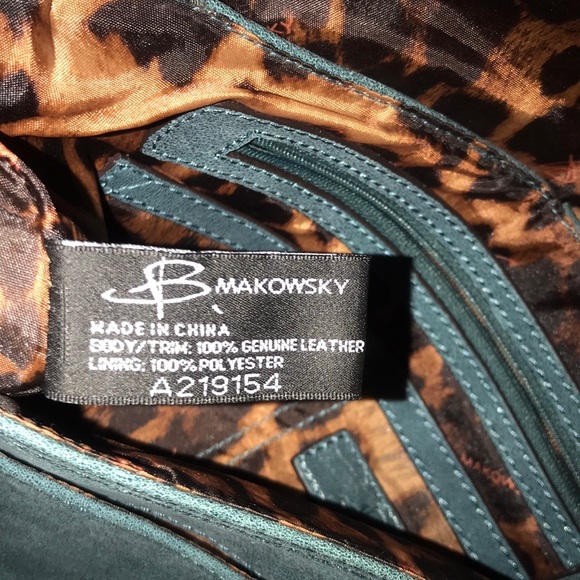 B MAKOWSKY
MADE IN CHINA
BODY/TRIM: 100% GENUINE LEATHER
LINING: 100% POLYESTER
A219154